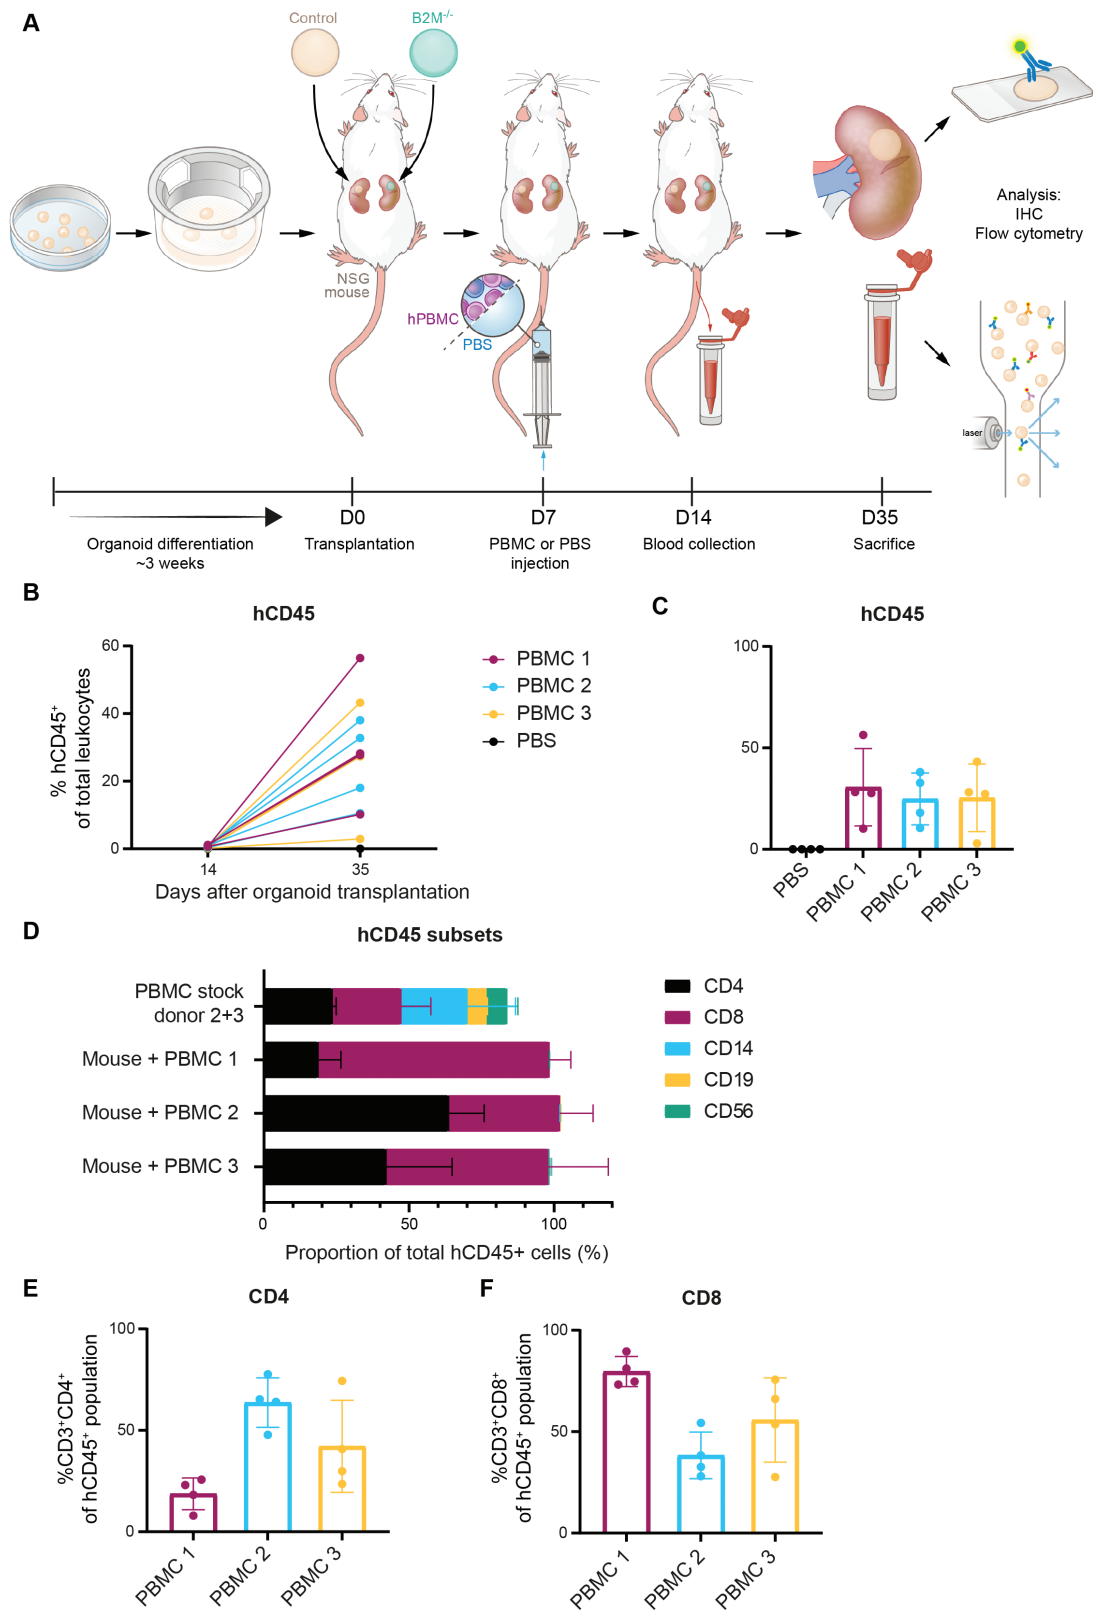 A
Control
B2M-/-
NSG
mouse
hPBMC
PBS
Analysis:
IHC
Flow cytometry
laser
D0
D7
D14
D35
Organoid differentiation
~3 weeks
Transplantation
PBMC or PBS
injection
Blood collection
Sacrifice
B
hCD45
% hCD45+
of total leukocytes
60
40
20
0
14
35
Days after organoid transplantation
PBMC 1
PBMC 2
PBMC 3
PBS
C
hCD45
100
50
0
PBS
PBMC 1
PBMC 2
PBMC 3
D
hCD45 subsets
PBMC stock
donor 2+3
Mouse + PBMC 1
Mouse + PBMC 2
Mouse + PBMC 3
0
50
100
Proportion of total hCD45+ cells (%)
CD4
CD8
CD14
CD19
CD56
E
CD4
%CD3+CD4+
of hCD45+ population
100
50
0
PBMC 1
PBMC 2
PBMC 3
F
CD8
%CD3+CD8+
of hCD45+ population
100
50
0
PBMC 1
PBMC 2
PBMC 3